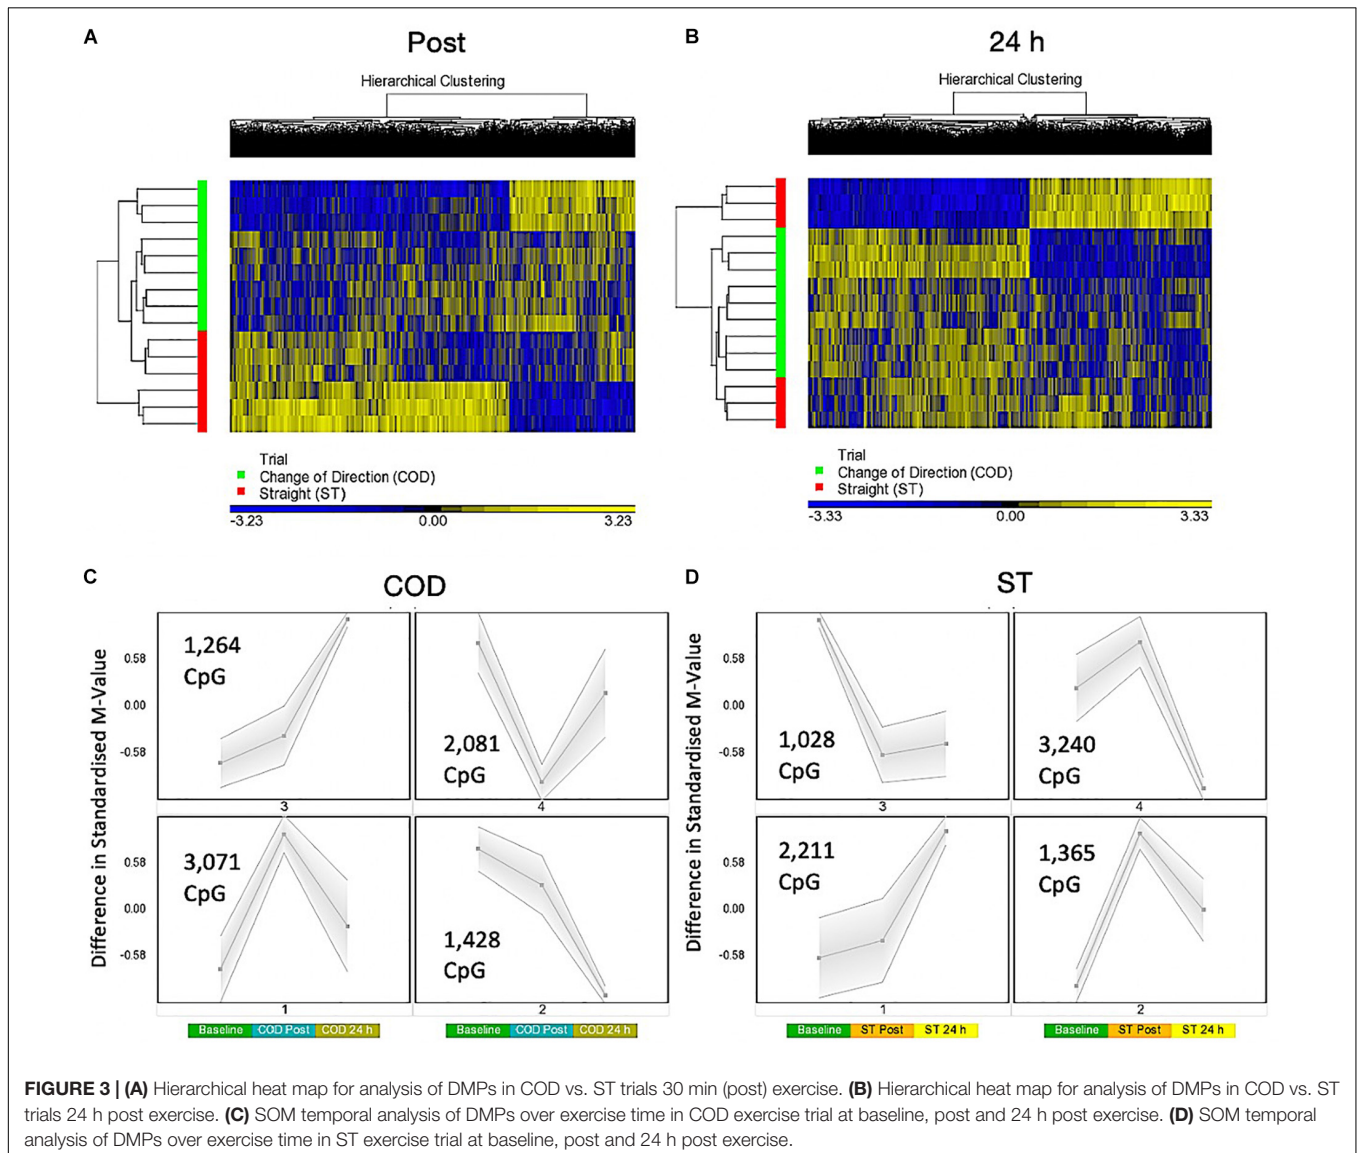 A
Post
Hierarchical Clustering
Trial
Change of Direction (COD)
Straight (ST)
-3.23
0.00
3.23
B
24 h
Hierarchical Clustering
Trial
Change of Direction (COD)
Straight (ST)
-3.33
0.00
3.33
C
COD
Difference in Standardised M-Value
0.58
0.00
-0.58
1,264
CpG
3
2,081
CpG
4
0.58
0.00
-0.58
3,071
CpG
1
1,428
CpG
2
Baseline COD Post COD 24 h
Baseline COD Post COD 24 h
D
ST
Difference in Standardised M-Value
0.58
0.00
-0.58
1,028
CpG
3
3,240
CpG
4
0.58
0.00
-0.58
2,211
CpG
1
1,365
CpG
2
Baseline ST Post ST 24 h
Baseline ST Post ST 24 h
FIGURE 3 | (A) Hierarchical heat map for analysis of DMPs in COD vs. ST trials 30 min (post) exercise. (B) Hierarchical heat map for analysis of DMPs in COD vs. ST
trials 24 h post exercise. (C) SOM temporal analysis of DMPs over exercise time in COD exercise trial at baseline, post and 24 h post exercise. (D) SOM temporal
analysis of DMPs over exercise time in ST exercise trial at baseline, post and 24 h post exercise.